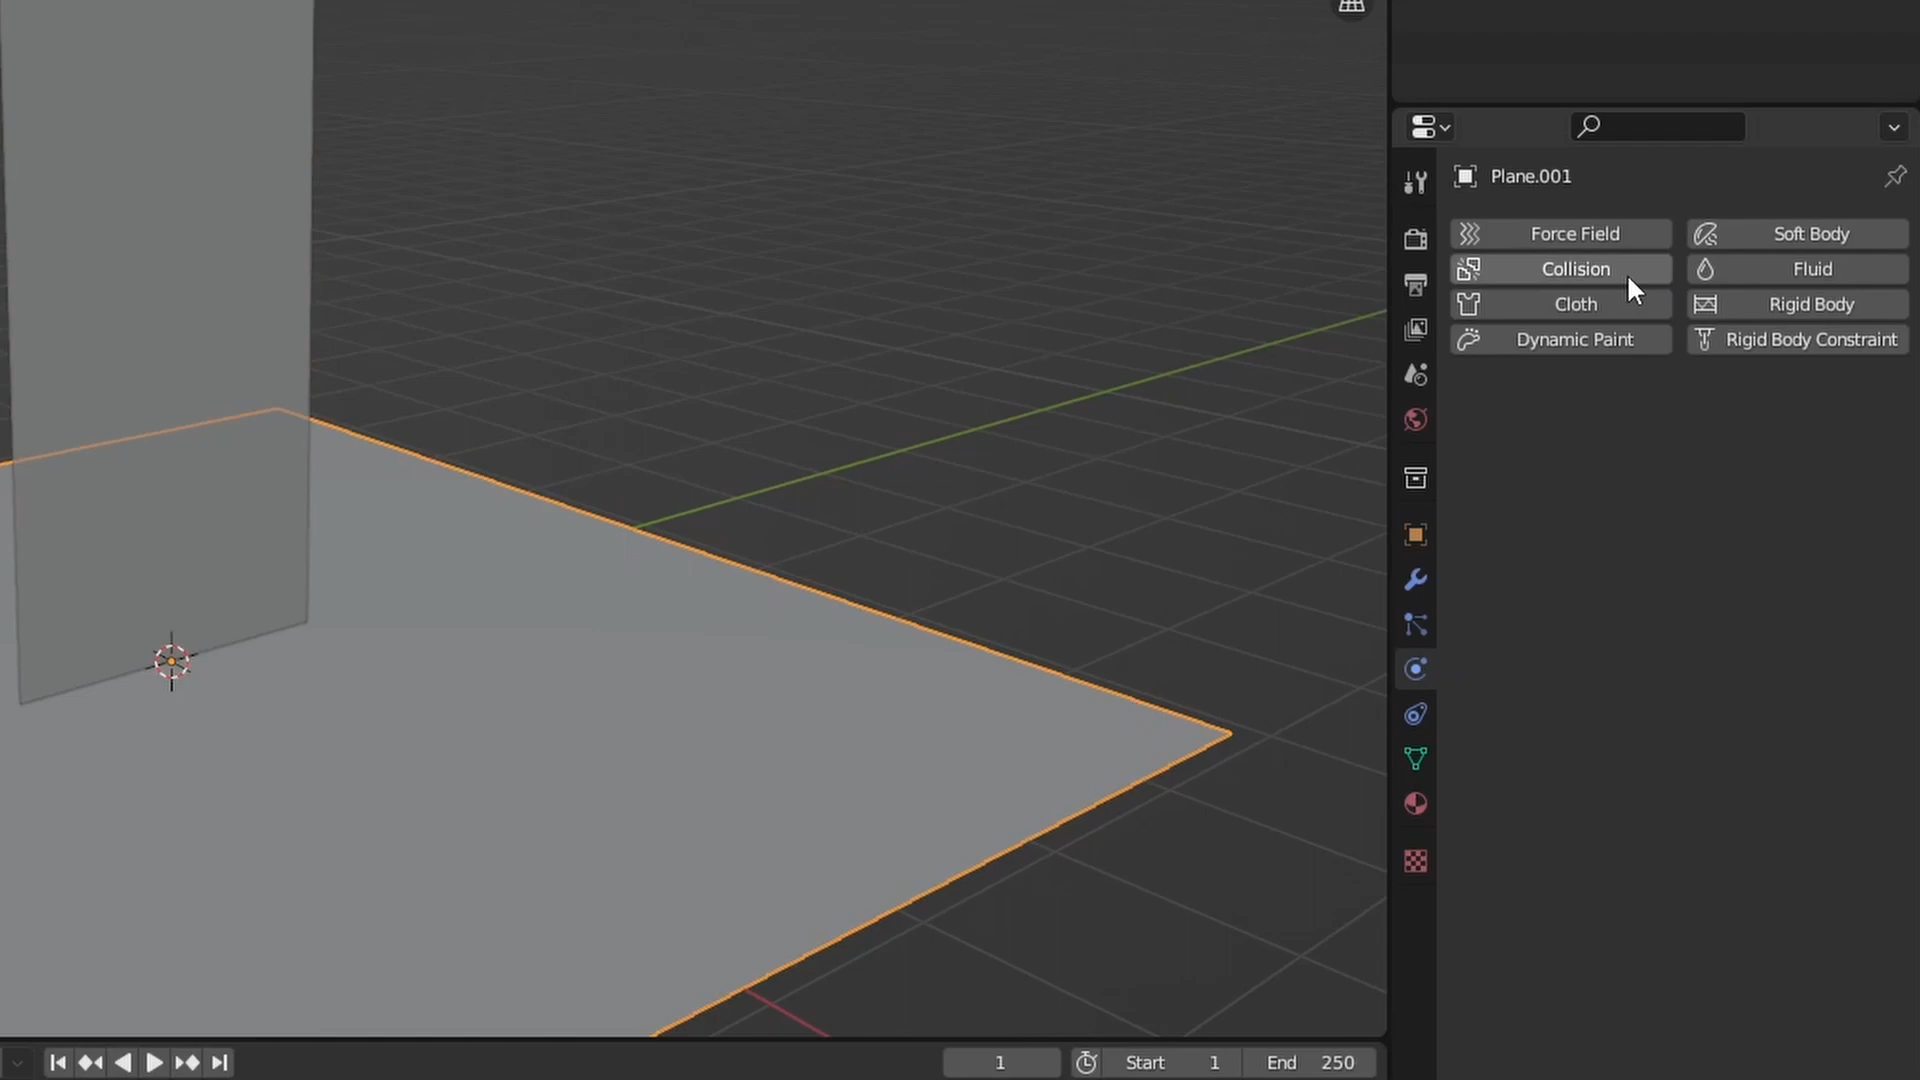 Plane.001
Force Field
Soft Body
Collision
Fluid
Cloth
Rigid Body
Dynamic Paint
Rigid Body Constraint
1
Start 1
End 250